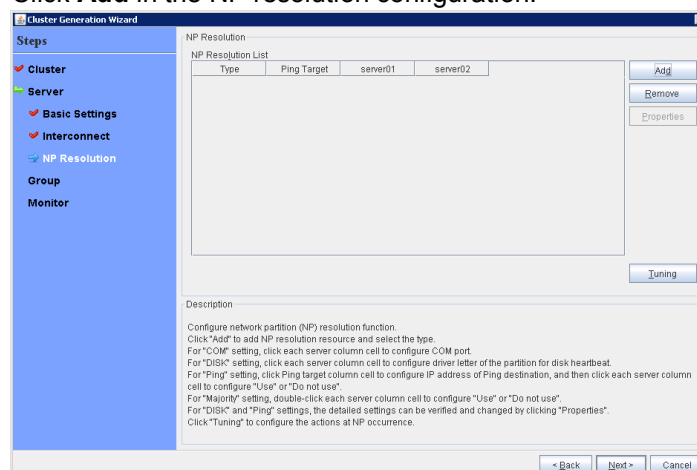 Click Add in the NP resolution configuration.
Cluster Generation Wizard
Steps
Cluster
Server
Basic Settings
Interconnect
NP Resolution
Group
Monitor
NP Resolution
NP Resolution List
Type Ping Target server01 server02
Add
Remove
Properties
Tuning
Description
Configure network partition (NP) resolution function.
Click "Add" to add NP resolution resource and select the type.
For "COM" setting, click each server column cell to configure COM port.
For "DISK" setting, click each server column cell to configure driver letter of the partition for disk heartbeat.
For "Ping" setting, click Ping target column cell to configure IP address of Ping destination, and then click each server column
cell to configure "Use" or "Do not use".
For "Majority" setting, double-click each server column cell to configure "Use" or "Do not use".
For "DISK" and "Ping" settings, the detailed settings can be verified and changed by clicking "Properties".
Click "Tuning" to configure the actions at NP occurrence.
< Back Next > Cancel